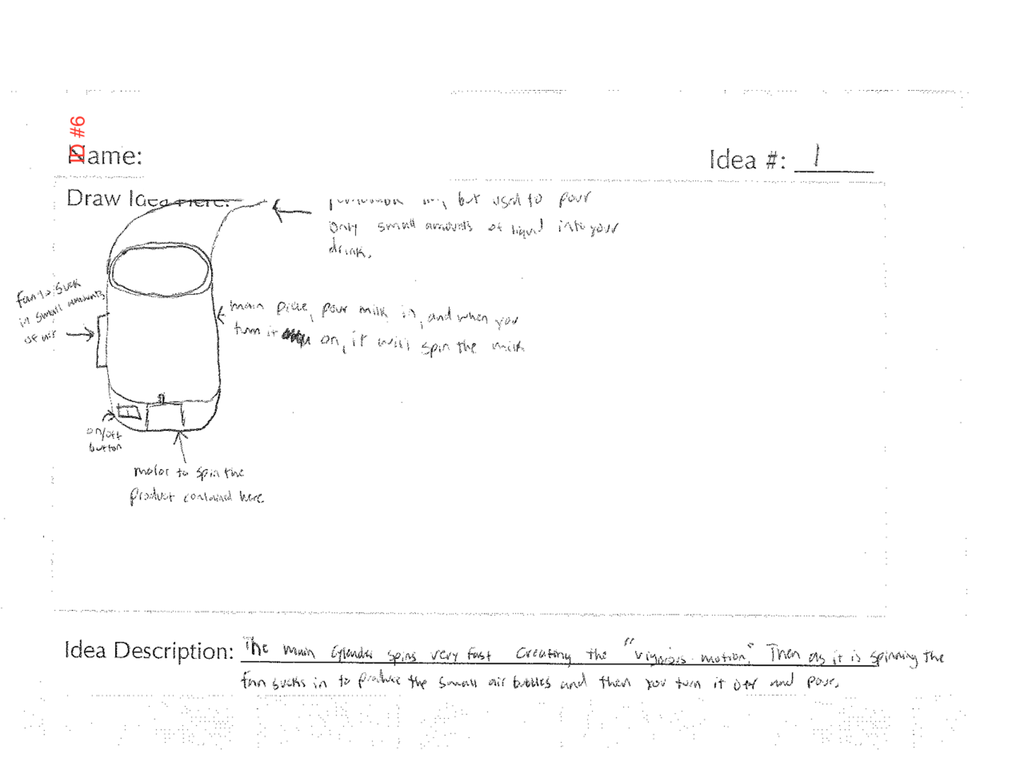 ID #6
Name:
Idea #: 1
Draw Idea Here:
but used to pour
only small amounts of liquid into your
drink.
fan to suck
in small amounts
of air
main piece, pour milk in, and when you
turn it on, it will spin the milk
on/off
button
motor to spin the
product contained here.
Idea Description: The main cylender spins very fast creating the "vigorois motion." Then as it is spinning the
fan sucks in to produce the small air bubbles and then you turn it off and pour.